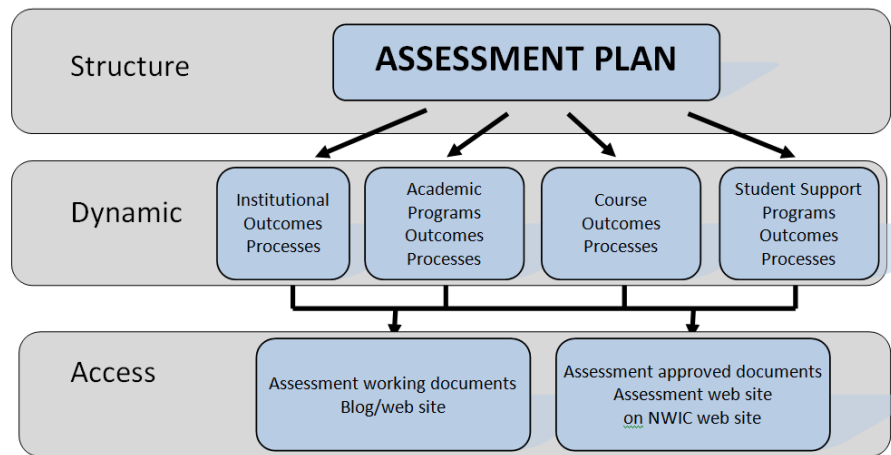 Structure
ASSESSMENT PLAN
Dynamic
Institutional
Outcomes
Processes
Academic
Programs
Outcomes
Processes
Course
Outcomes
Processes
Student Support
Programs
Outcomes
Processes
Access
Assessment working documents
Blog/web site
Assessment approved documents
Assessment web site
on NWIC web site